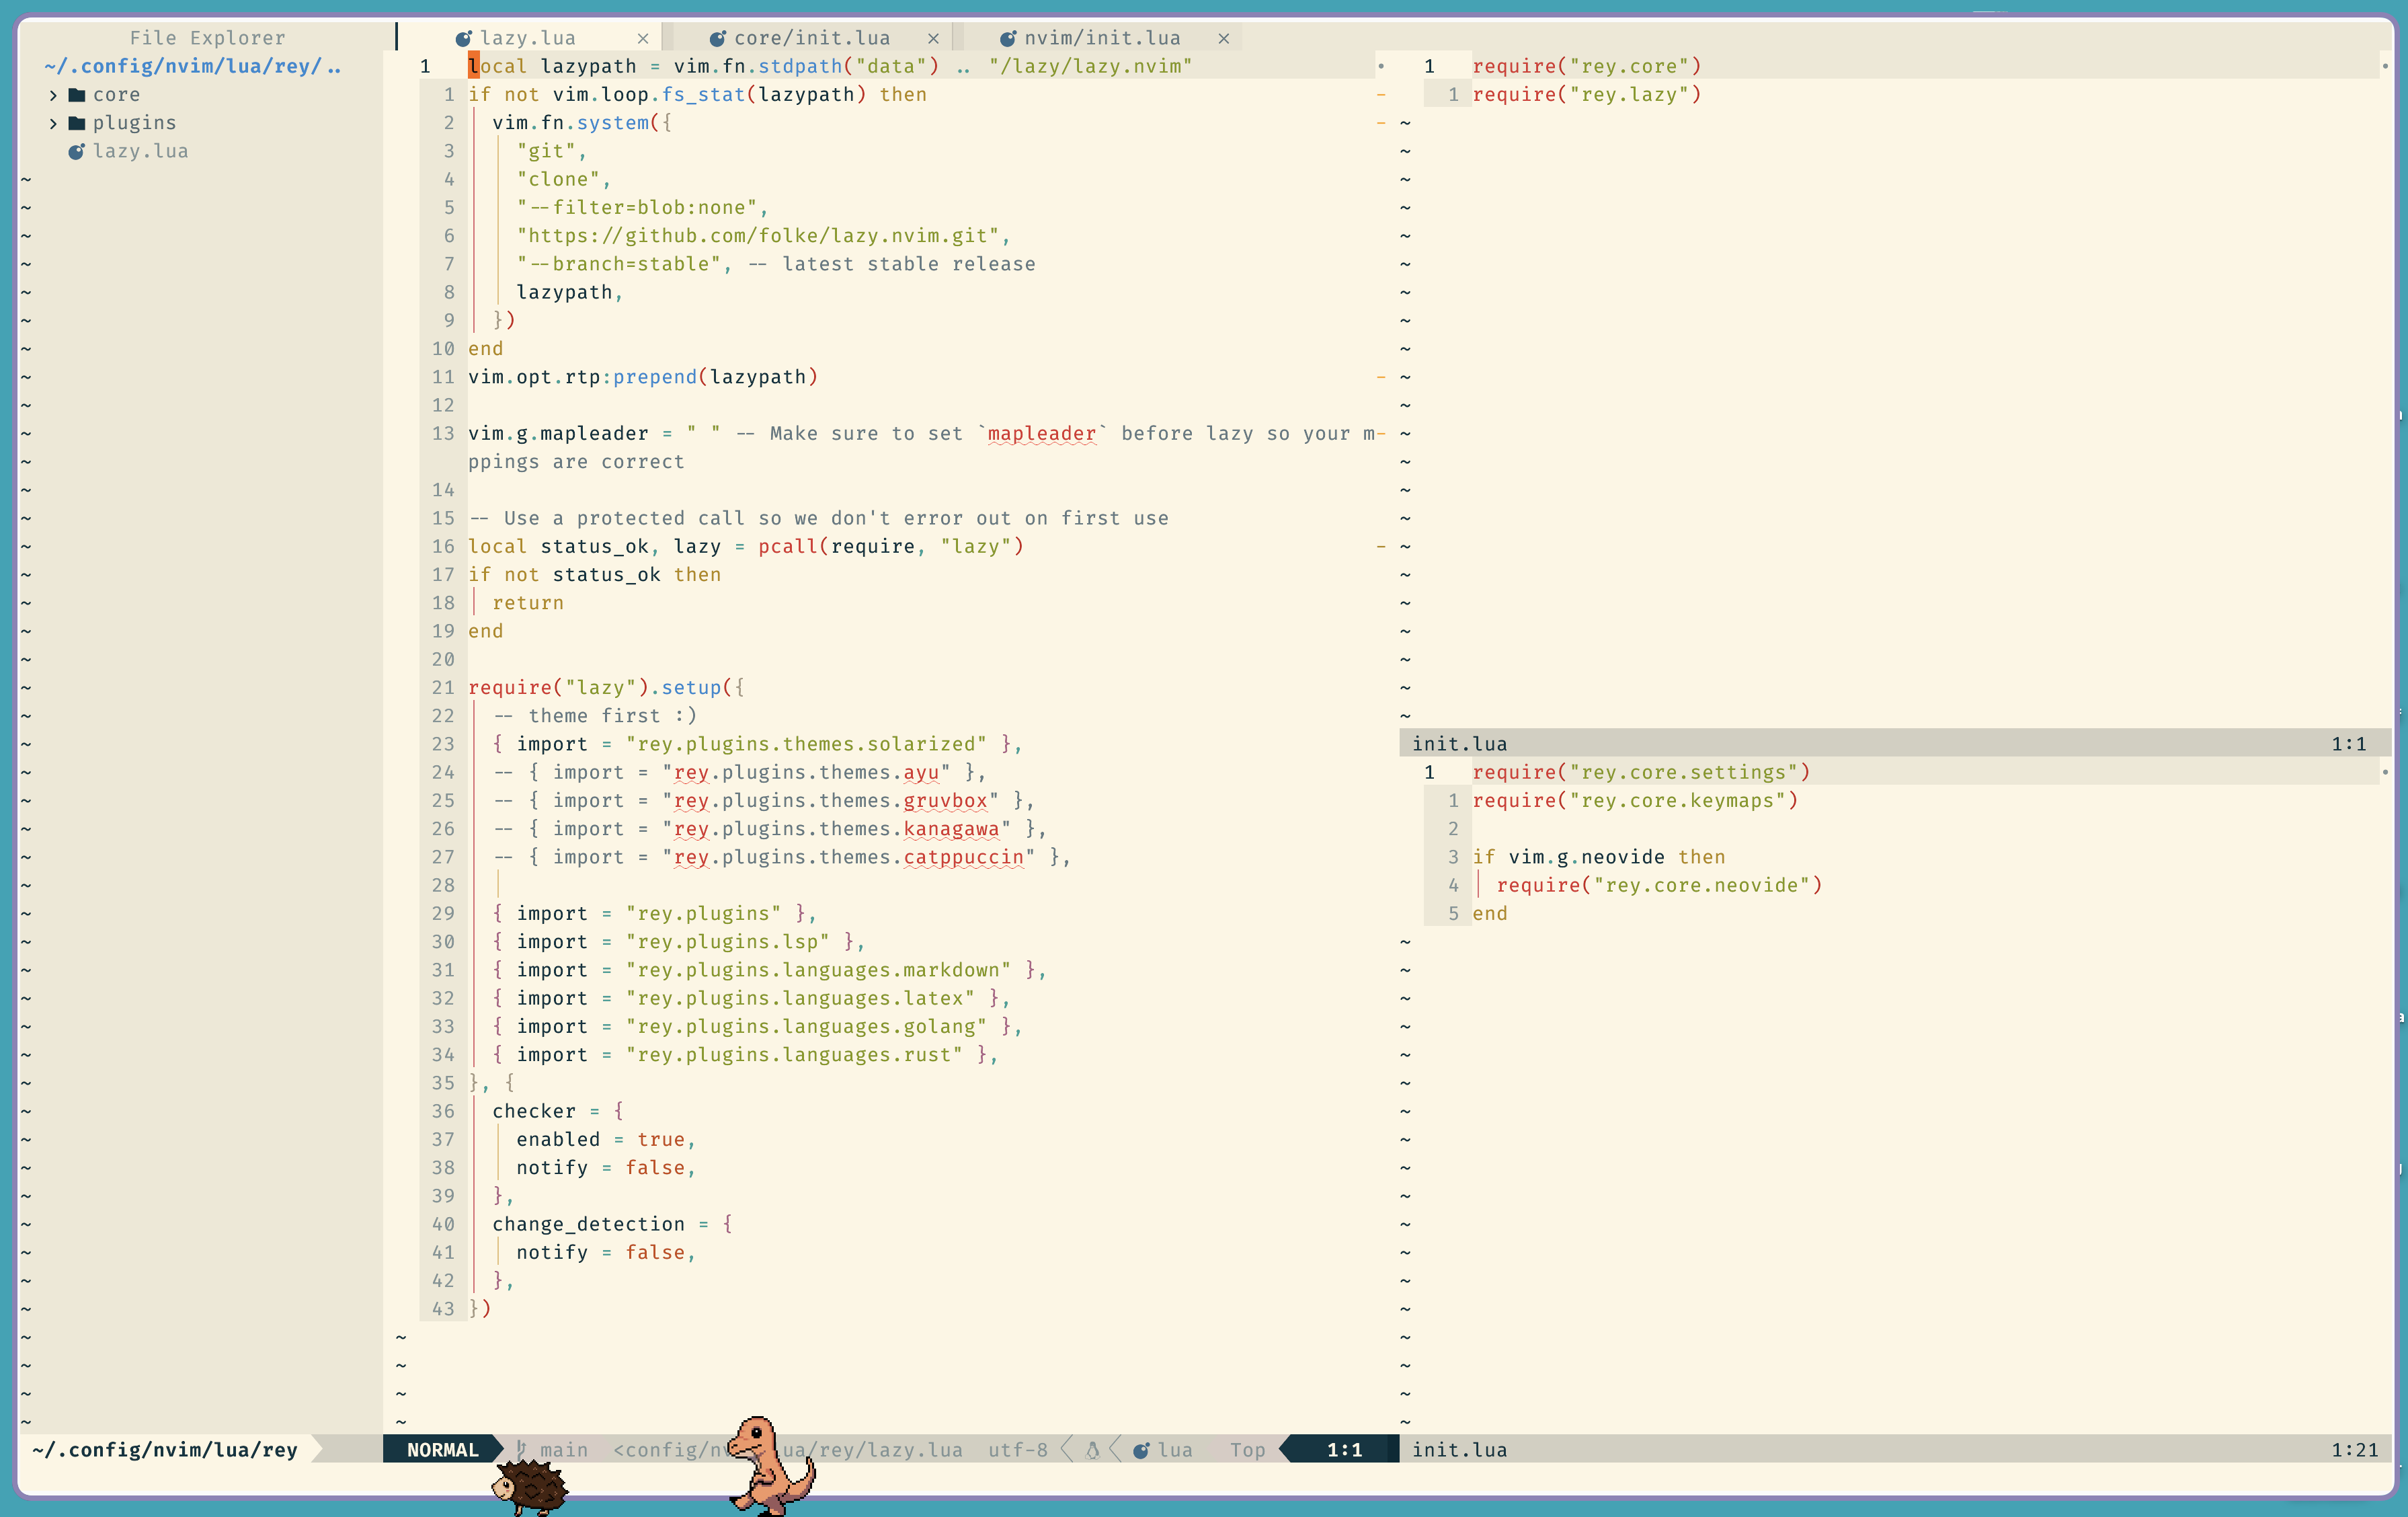 File Explorer
~/.config/nvim/lua/rey/..
core
plugins
lazy.lua
~/.config/nvim/lua/rey
lazy.lua × core/init.lua × nvim/init.lua ×
1 local lazypath = vim.fn.stdpath("data") .. "/lazy/lazy.nvim"
1 if not vim.loop.fs_stat(lazypath) then
2 vim.fn.system({
3 "git",
4 "clone",
5 "--filter=blob:none",
6 "https://github.com/folke/lazy.nvim.git",
7 "--branch=stable", -- latest stable release
8 lazypath,
9 })
10 end
11 vim.opt.rtp:prepend(lazypath)
12
13 vim.g.mapleader = " " -- Make sure to set `mapleader` before lazy so your m
ppings are correct
14
15 -- Use a protected call so we don't error out on first use
16 local status_ok, lazy = pcall(require, "lazy")
17 if not status_ok then
18 return
19 end
20
21 require("lazy").setup({
22 -- theme first :)
23 { import = "rey.plugins.themes.solarized" },
24 -- { import = "rey.plugins.themes.ayu" },
25 -- { import = "rey.plugins.themes.gruvbox" },
26 -- { import = "rey.plugins.themes.kanagawa" },
27 -- { import = "rey.plugins.themes.catppuccin" },
28
29 { import = "rey.plugins" },
30 { import = "rey.plugins.lsp" },
31 { import = "rey.plugins.languages.markdown" },
32 { import = "rey.plugins.languages.latex" },
33 { import = "rey.plugins.languages.golang" },
34 { import = "rey.plugins.languages.rust" },
35 }, {
36 checker = {
37 enabled = true,
38 notify = false,
39 },
40 change_detection = {
41 notify = false,
42 },
43 })
NORMAL main <config/nv ua/rey/lazy.lua utf-8 lua Top 1:1
1 require("rey.core")
1 require("rey.lazy")
init.lua 1:1
1 require("rey.core.settings")
1 require("rey.core.keymaps")
2
3 if vim.g.neovide then
4 require("rey.core.neovide")
5 end
init.lua 1:21